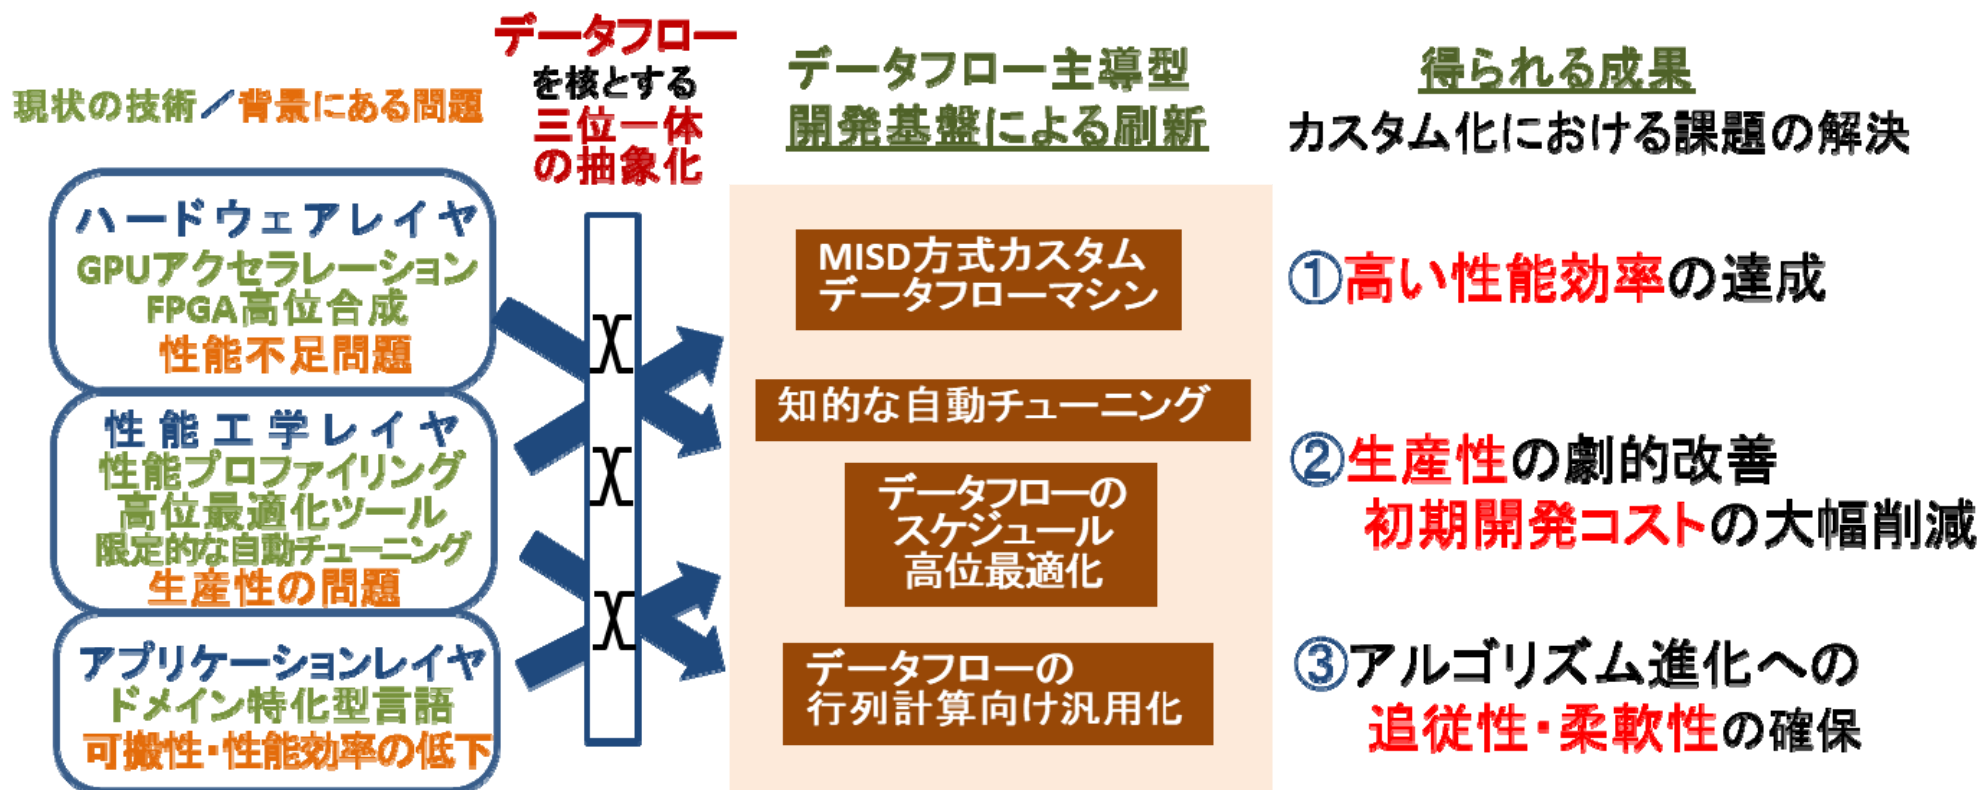 現状の技術／背景にある問題
ハードウェアレイヤ
GPUアクセラレーション
FPGA高位合成
性能不足問題
性能工学レイヤ
性能プロファイリング
高位最適化ツール
限定的な自動チューニング
生産性の問題
アプリケーションレイヤ
ドメイン特化型言語
可搬性・性能効率の低下
データフロー
を核とする
三位一体
の抽象化
データフロー主導型
開発基盤による刷新
MISD方式カスタム
データフローマシン
知的な自動チューニング
データフローの
スケジュール
高位最適化
データフローの
行列計算向け汎用化
得られる成果
カスタム化における課題の解決
①高い性能効率の達成
②生産性の劇的改善
初期開発コストの大幅削減
③アルゴリズム進化への
追従性・柔軟性の確保